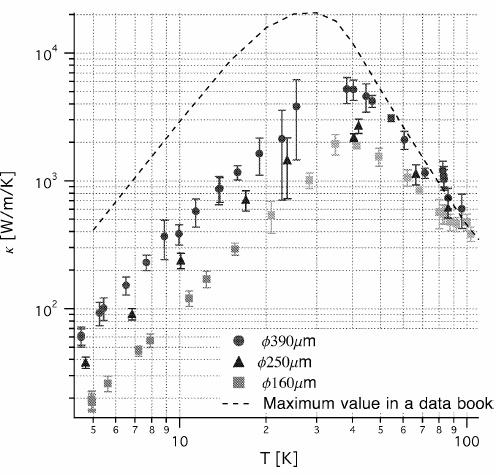 10⁴
10³
10²
κ [W/m/K]
ϕ390μm
ϕ250μm
ϕ160μm
Maximum value in a data book
5 6 7 8 9 10 2 3 4 5 6 7 8 9 100
T [K]